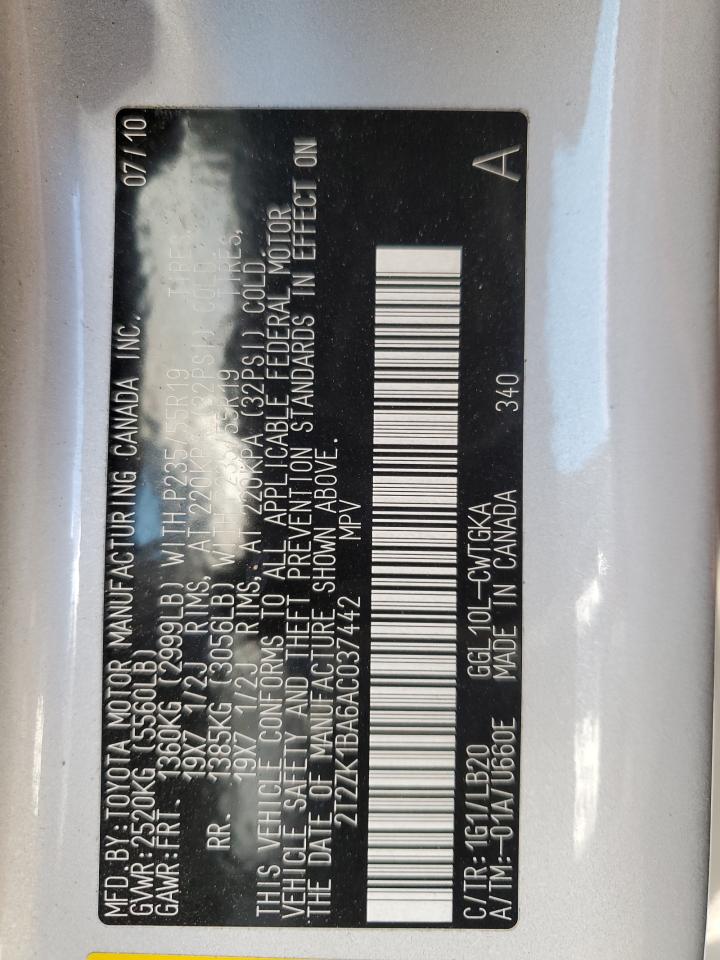 MFD. BY: TOYOTA MOTOR MANUFACTURING CANADA INC. 07/10
GVWR: 2520KG (5560LB)
GAWR: FRT. 1360KG (2999LB) WITH P235/55R19 TIRES,
19X7 1/2J RIMS, AT 220KPA (32PSI) COLD.
RR. 1385KG (3056LB) WITH P235/55R19 TIRES,
19X7 1/2J RIMS, AT 220KPA (32PSI) COLD.
THIS VEHICLE CONFORMS TO ALL APPLICABLE FEDERAL MOTOR
VEHICLE SAFETY AND THEFT PREVENTION STANDARDS IN EFFECT ON
THE DATE OF MANUFACTURE SHOWN ABOVE.
2T2ZK1BA6AC037442 MPV
C/TR: 1G1/LB20 GGL10L-CWTGKA 340 A
A/TM: -01A/U660E MADE IN CANADA